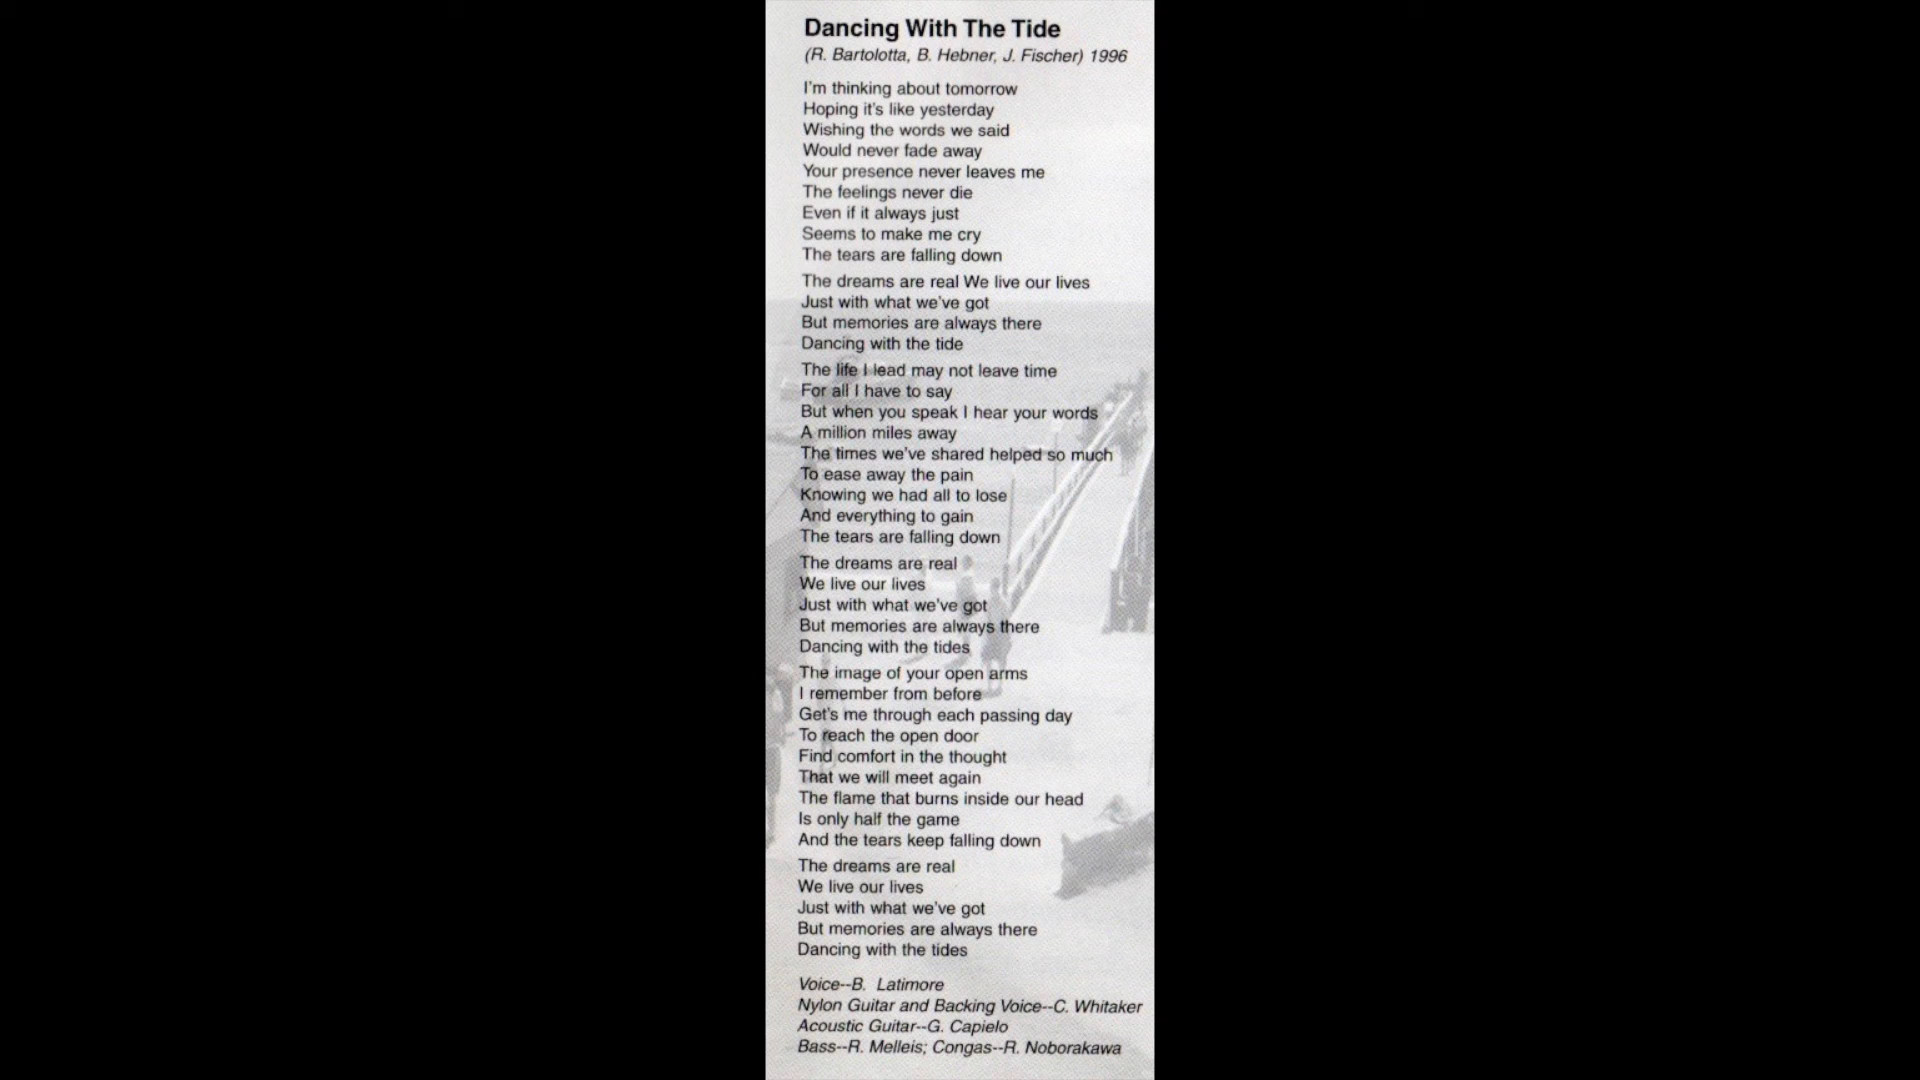 Dancing With The Tide
(R. Bartolotta, B. Hebner, J. Fischer) 1996
I'm thinking about tomorrow
Hoping it's like yesterday
Wishing the words we said
Would never fade away
Your presence never leaves me
The feelings never die
Even if it always just
Seems to make me cry
The tears are falling down
The dreams are real We live our lives
Just with what we've got
But memories are always there
Dancing with the tide
The life I lead may not leave time
For all I have to say
But when you speak I hear your words
A million miles away
The times we've shared helped so much
To ease away the pain
Knowing we had all to lose
And everything to gain
The tears are falling down
The dreams are real
We live our lives
Just with what we've got
But memories are always there
Dancing with the tides
The image of your open arms
I remember from before
Get's me through each passing day
To reach the open door
Find comfort in the thought
That we will meet again
The flame that burns inside our head
Is only half the game
And the tears keep falling down
The dreams are real
We live our lives
Just with what we've got
But memories are always there
Dancing with the tides
Voice--B. Latimore
Nylon Guitar and Backing Voice--C. Whitaker
Acoustic Guitar--G. Capielo
Bass--R. Melleis; Congas--R. Noborakawa